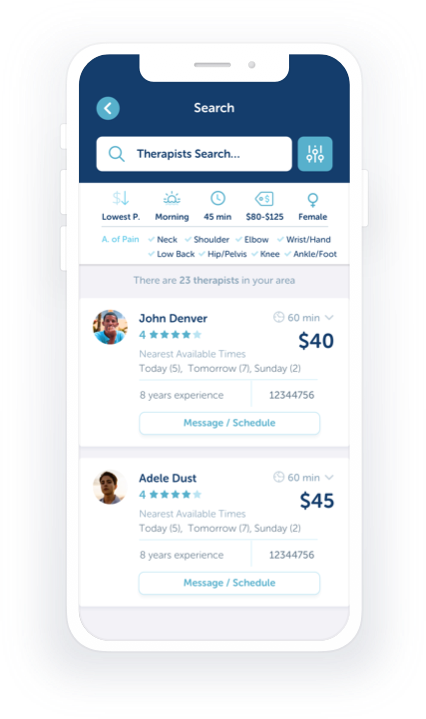 Search
Therapists Search...
Lowest P. Morning 45 min $80-$125 Female
A. of Pain Neck Shoulder Elbow Wrist/Hand
Low Back Hip/Pelvis Knee Ankle/Foot
There are 23 therapists in your area
John Denver 60 min
4 $40
Nearest Available Times
Today (5), Tomorrow (7), Sunday (2)
8 years experience 12344756
Message / Schedule
Adele Dust 60 min
4 $45
Nearest Available Times
Today (5), Tomorrow (7), Sunday (2)
8 years experience 12344756
Message / Schedule